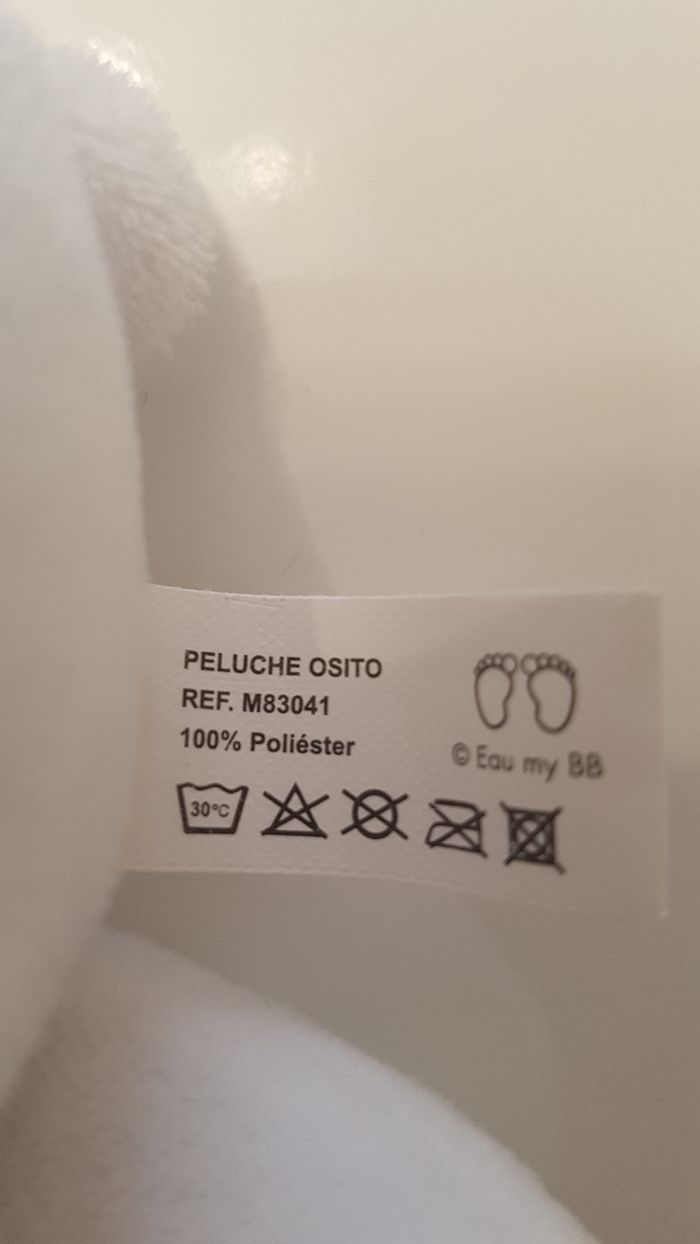 PELUCHE OSITO
REF. M83041
100% Poliéster
© Eau my BB
30°C